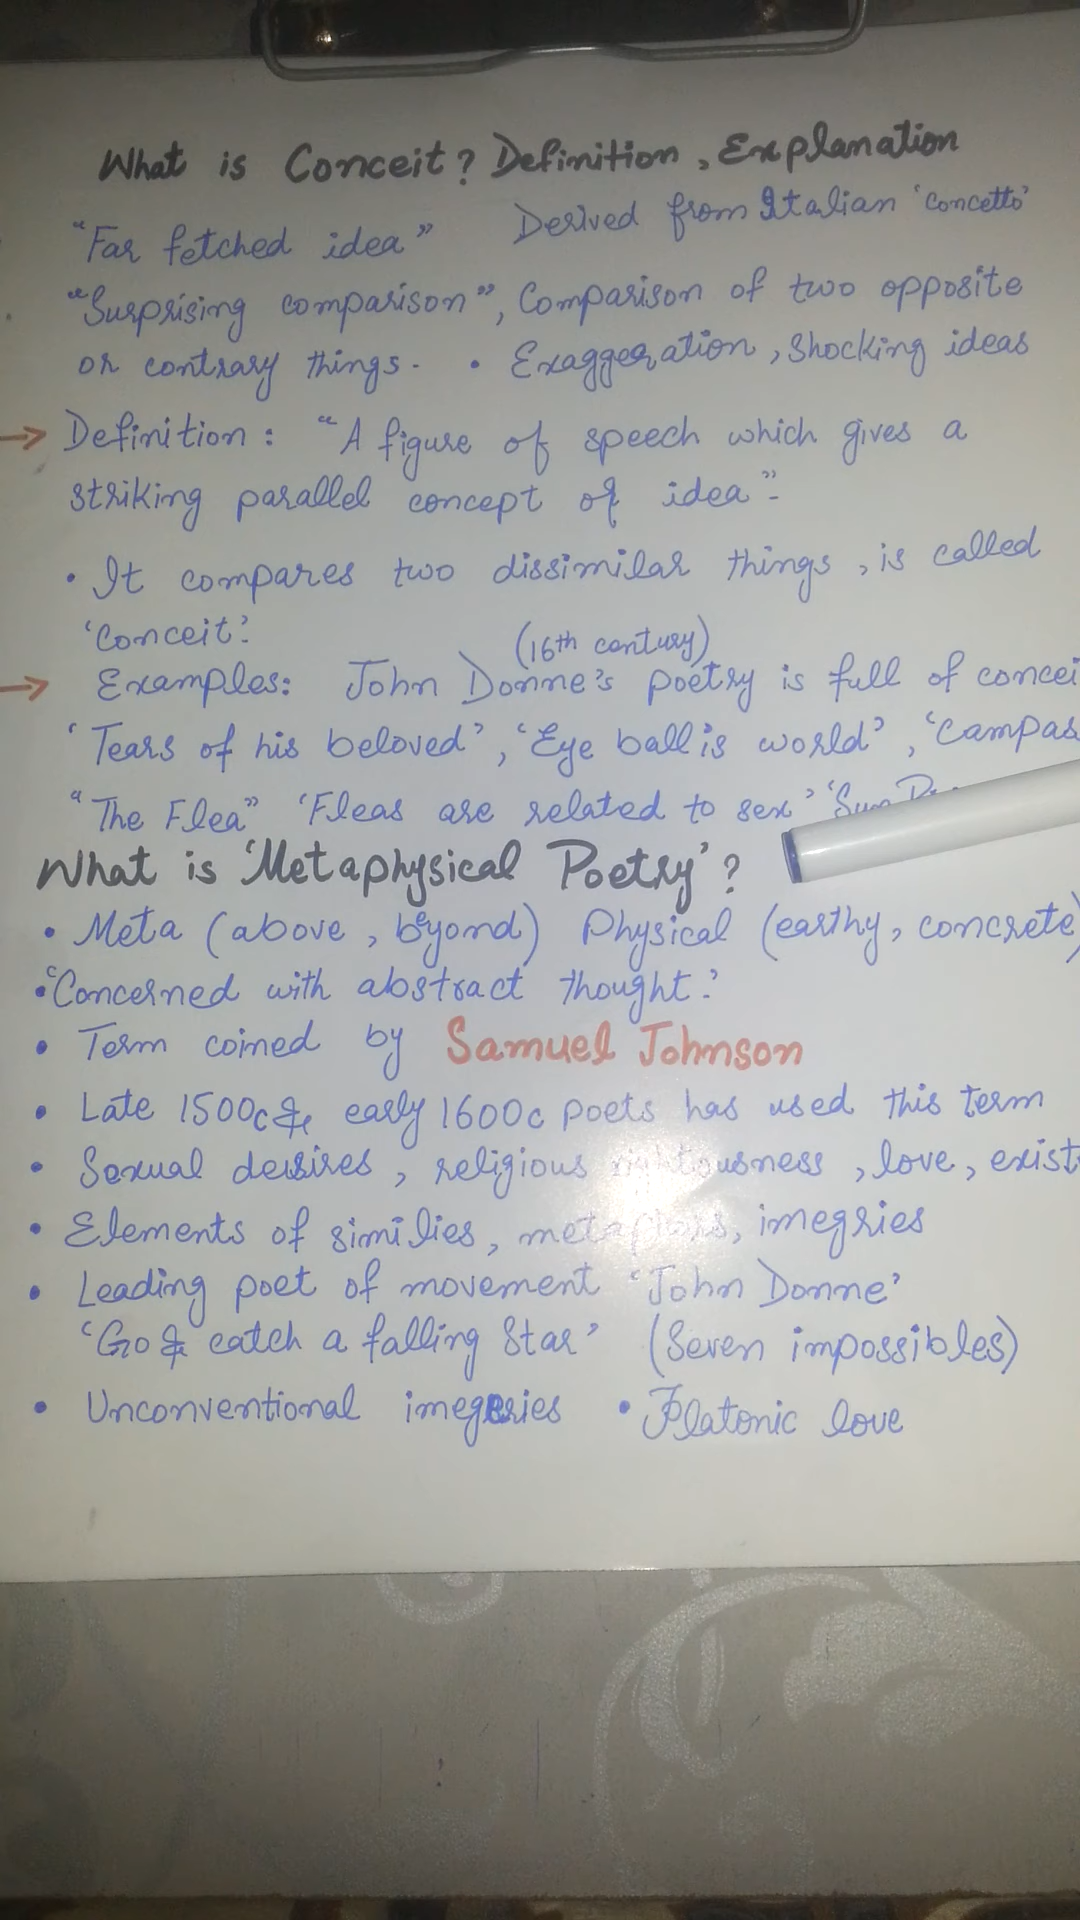 What is Conceit? Definition, Explanation
"Far fetched idea" Derived from Italian 'concetto'
"Surprising comparison", Comparison of two opposite
or contrary things. • Exaggeration, Shocking ideas
→ Definition: "A figure of speech which gives a
striking parallel concept of idea".
• It compares two dissimilar things, is called
'conceit'.
(16th century)
→ Examples: John Donne's poetry is full of concei
'Tears of his beloved', 'Eye ball is world', 'Campas
"The Flea" 'Fleas are related to sex'
What is 'Metaphysical Poetry'?
• Meta (above, beyond) Physical (earthy, concrete)
• 'Concerned with abstract thought.'
• Term coined by Samuel Johnson
• Late 1500c & early 1600c poets has used this term
• Sexual desires, religious rightousness, love, exist
• Elements of similies, metaphors, imegries
• Leading poet of movement 'John Donne'
'Go & catch a falling Star' (Seven impossibles)
• Unconventional imegeries • Platonic love